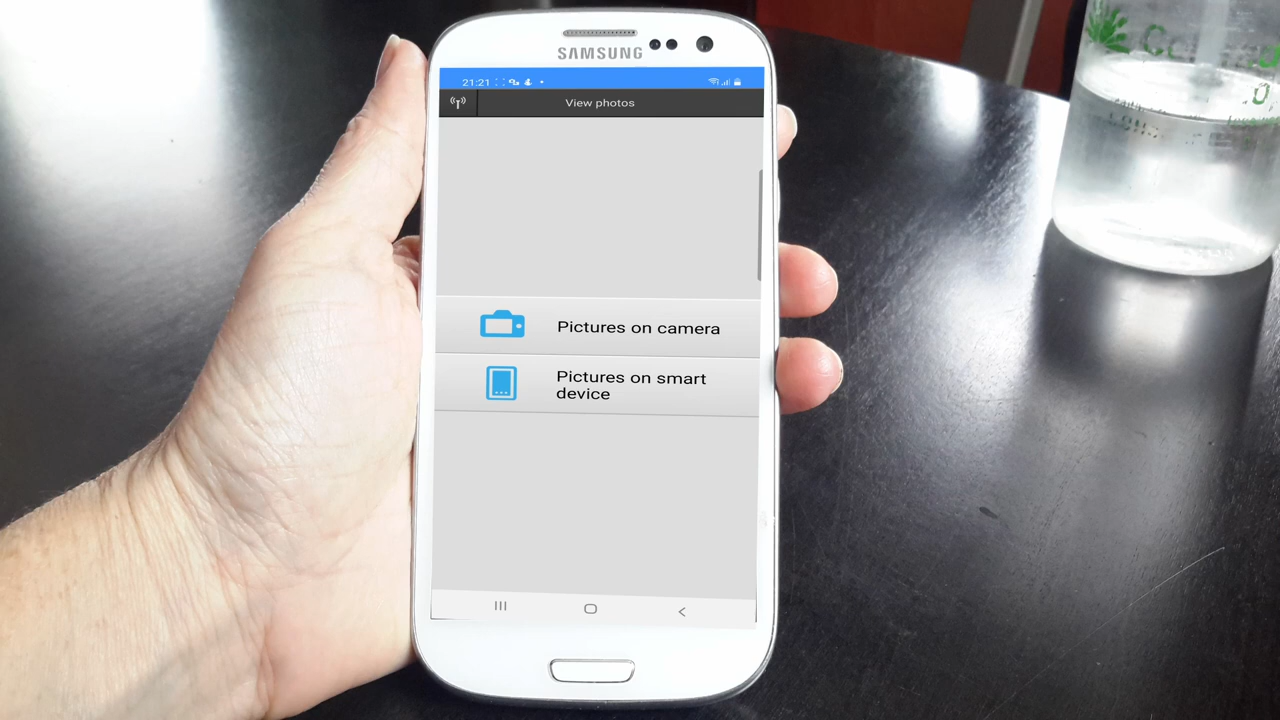 SAMSUNG
21:21
View photos
Pictures on camera
Pictures on smart
device